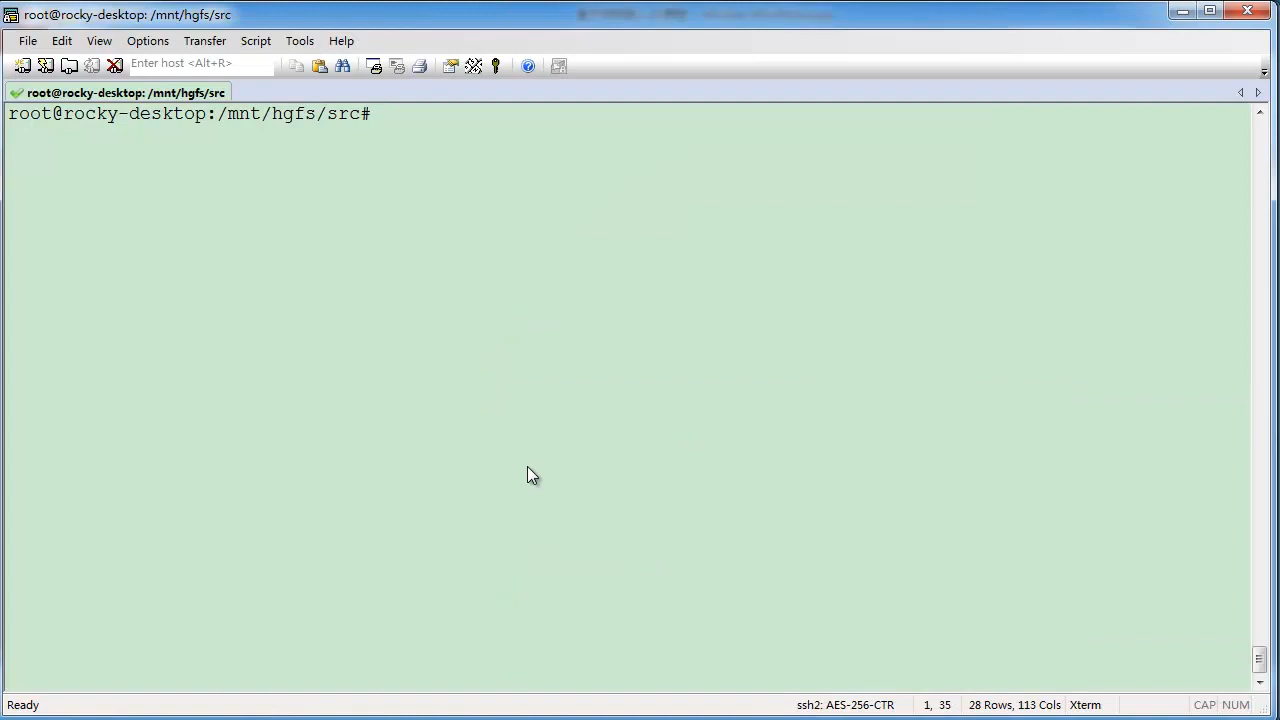 root@rocky-desktop: /mnt/hgfs/src
File Edit View Options Transfer Script Tools Help
Enter host <Alt+R>
root@rocky-desktop: /mnt/hgfs/src
root@rocky-desktop:/mnt/hgfs/src#
Ready ssh2: AES-256-CTR 1, 35 28 Rows, 113 Cols Xterm CAP NUM